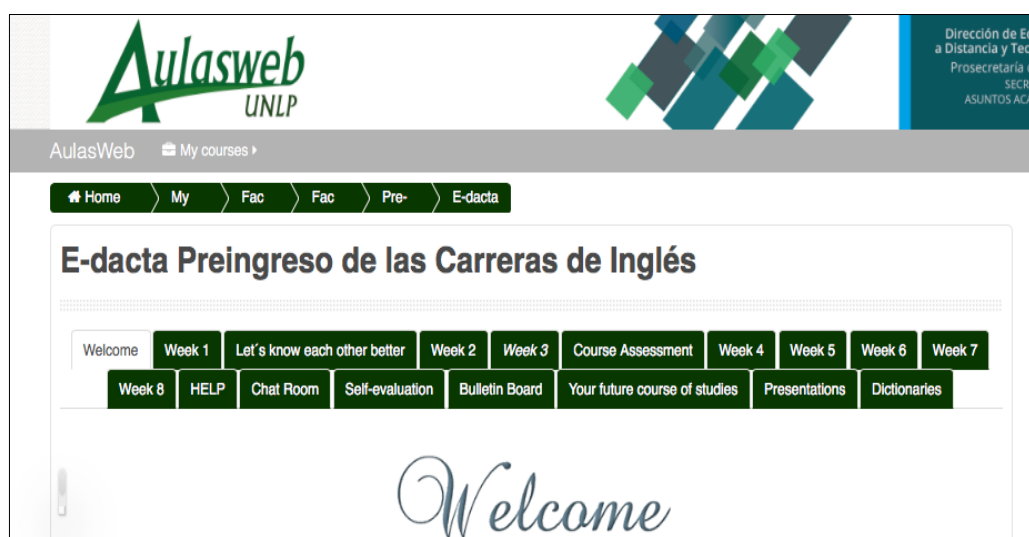 Aulasweb
UNLP
Dirección de E
a Distancia y Tec
Prosecretaría
SECR
ASUNTOS ACA
AulasWeb My courses
Home My Fac Fac Pre- E-dacta
E-dacta Preingreso de las Carreras de Inglés
Welcome Week 1 Let´s know each other better Week 2 Week 3 Course Assessment Week 4 Week 5 Week 6 Week 7
Week 8 HELP Chat Room Self-evaluation Bulletin Board Your future course of studies Presentations Dictionaries
Welcome